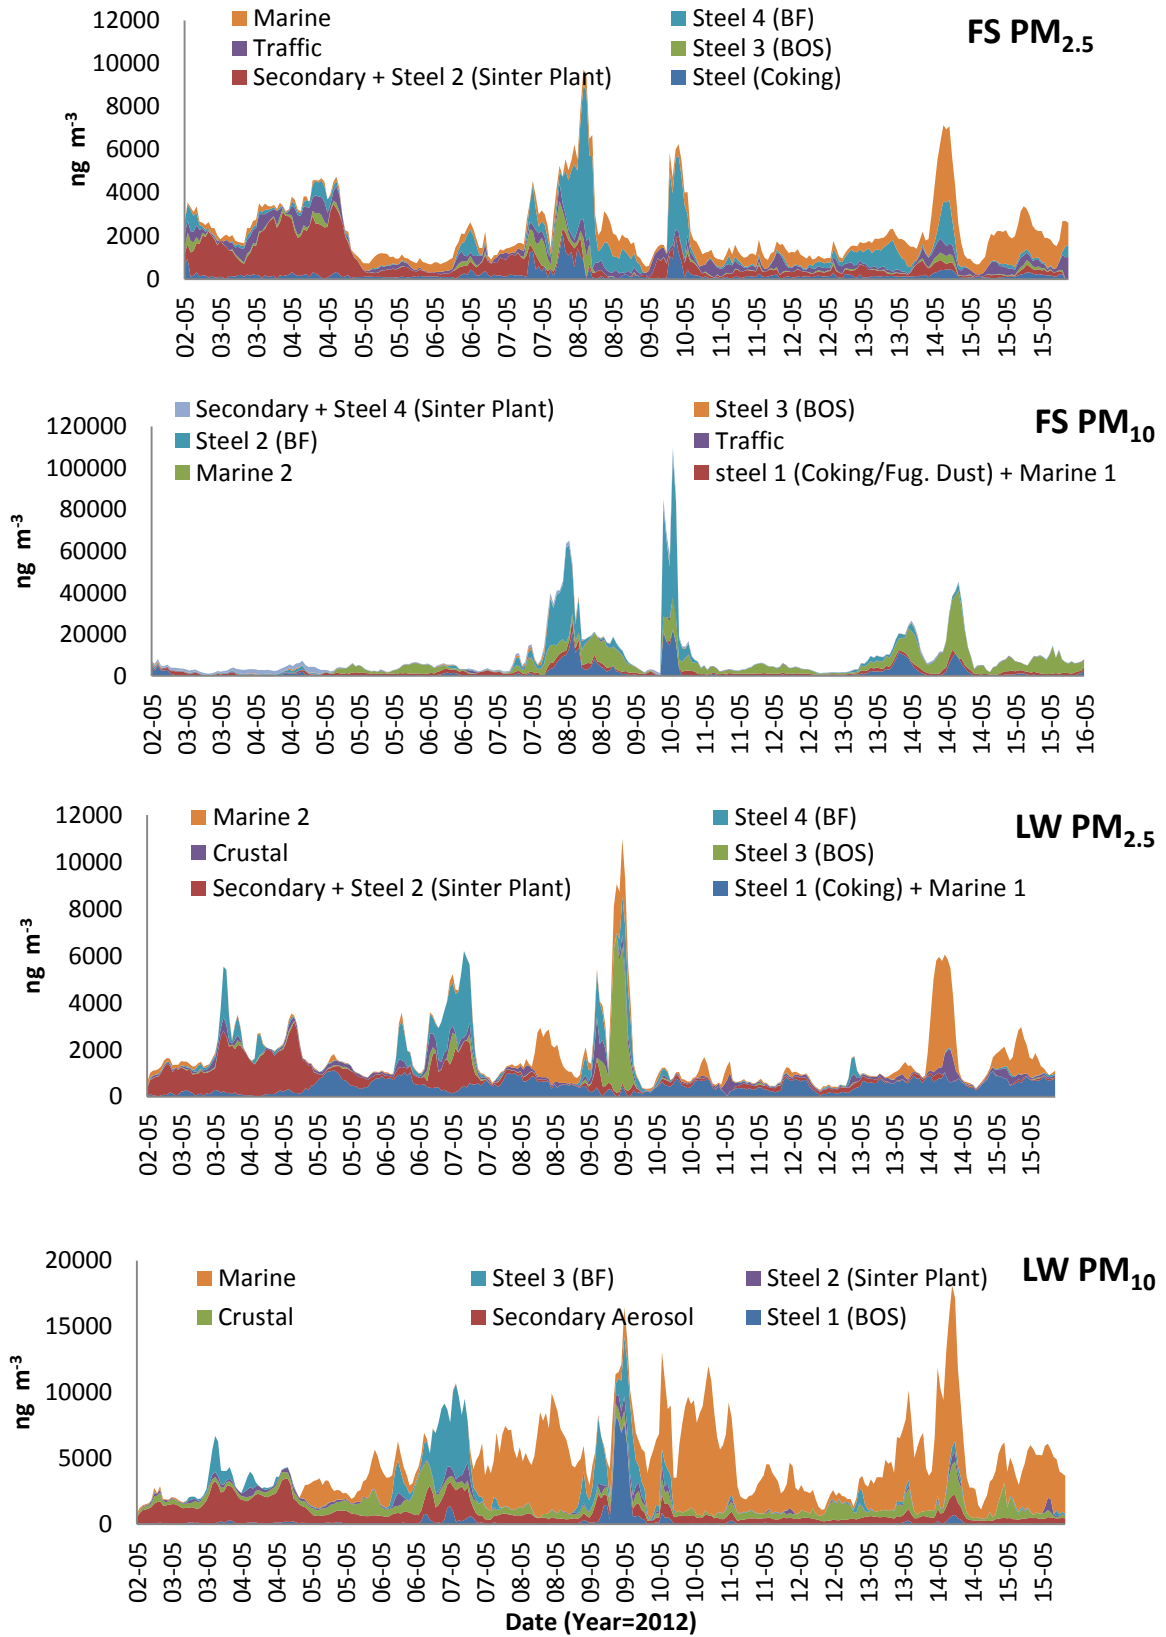 FS PM2.5
Marine
Steel 4 (BF)
Traffic
Steel 3 (BOS)
Secondary + Steel 2 (Sinter Plant)
Steel (Coking)
12000
10000
8000
6000
4000
2000
0
ng m-3
02-05 03-05 03-05 04-05 04-05 05-05 05-05 06-05 06-05 07-05 07-05 08-05 08-05 09-05 10-05 11-05 11-05 12-05 12-05 13-05 13-05 14-05 14-05 15-05 15-05
FS PM10
Secondary + Steel 4 (Sinter Plant)
Steel 3 (BOS)
Steel 2 (BF)
Traffic
Marine 2
steel 1 (Coking/Fug. Dust) + Marine 1
120000
100000
80000
60000
40000
20000
0
ng m-3
02-05 03-05 03-05 04-05 04-05 05-05 05-05 06-05 06-05 07-05 07-05 08-05 08-05 09-05 10-05 11-05 11-05 12-05 12-05 13-05 13-05 14-05 14-05 15-05 15-05 16-05
LW PM2.5
Marine 2
Steel 4 (BF)
Crustal
Steel 3 (BOS)
Secondary + Steel 2 (Sinter Plant)
Steel 1 (Coking) + Marine 1
12000
10000
8000
6000
4000
2000
0
ng m-3
02-05 03-05 03-05 04-05 04-05 05-05 05-05 06-05 06-05 07-05 07-05 08-05 08-05 09-05 09-05 10-05 10-05 11-05 11-05 12-05 12-05 13-05 13-05 14-05 14-05 15-05 15-05
LW PM10
Marine
Steel 3 (BF)
Steel 2 (Sinter Plant)
Crustal
Secondary Aerosol
Steel 1 (BOS)
20000
15000
10000
5000
0
ng m-3
02-05 03-05 03-05 04-05 04-05 05-05 05-05 06-05 06-05 07-05 07-05 08-05 08-05 09-05 09-05 10-05 10-05 11-05 11-05 12-05 12-05 13-05 13-05 14-05 14-05 15-05 15-05
Date (Year=2012)